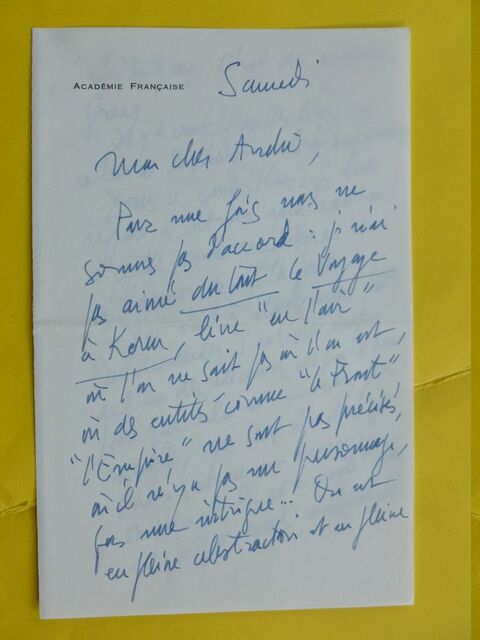 ACADÉMIE FRANÇAISE
Samedi
Mon cher André,
Pour une fois nous ne
sommes pas d'accord : je n'ai
pas aimé du tout le Voyage
à Keren, livre "en l'air"
où l'on ne sait pas où l'on est,
où des entités comme "le Front"
"l'Empire" ne sont pas précisés,
où il n'y a pas un personnage,
pas une intrigue... On est
en pleine abstraction et en pleine